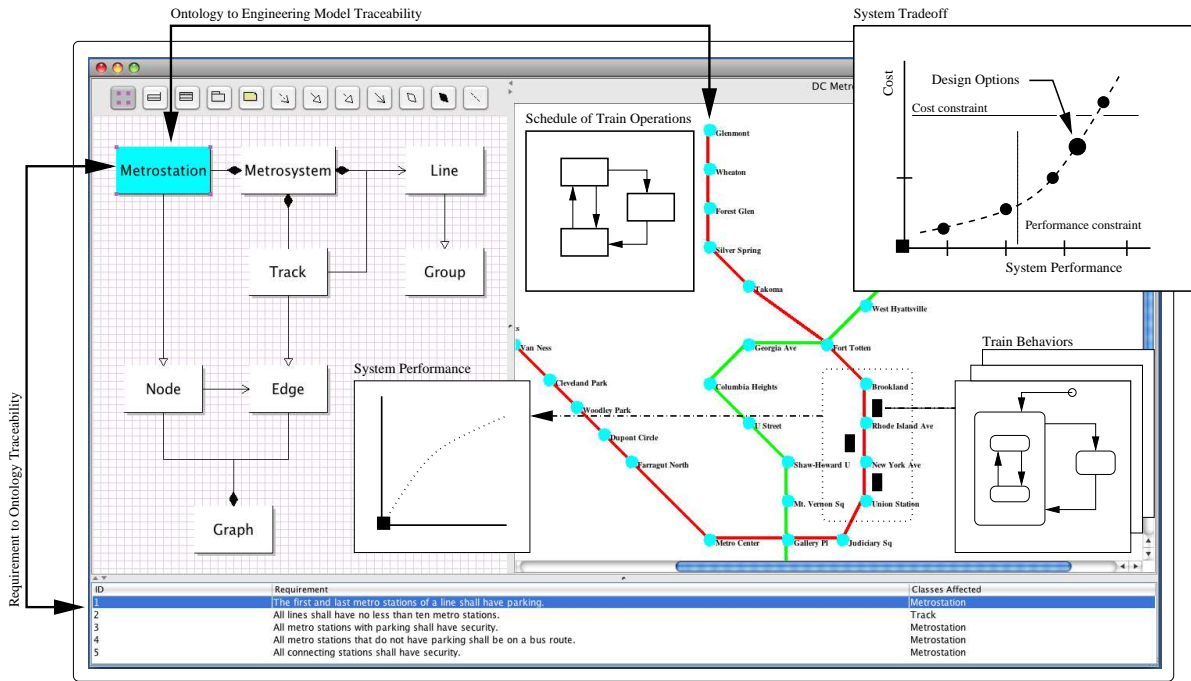 Ontology to Engineering Model Traceability
System Tradeoff
Cost
Design Options
Cost constraint
Performance constraint
System Performance
DC Metro
Schedule of Train Operations
Metrostation
Metrosystem
Line
Track
Group
Node
Edge
Graph
Requirement to Ontology Traceability
System Performance
Train Behaviors
Glenmont
Wheaton
Forest Glen
Silver Spring
Takoma
West Hyattsville
Van Ness
Georgia Ave
Fort Totten
Cleveland Park
Columbia Heights
Brookland
Woodley Park
U Street
Rhode Island Ave
Dupont Circle
Farragut North
Shaw-Howard U
New York Ave
Mt. Vernon Sq
Union Station
Metro Center
Gallery Pl
Judiciary Sq
ID Requirement Classes Affected
1 The first and last metro stations of a line shall have parking. Metrostation
2 All lines shall have no less than ten metro stations. Track
3 All metro stations with parking shall have security. Metrostation
4 All metro stations that do not have parking shall be on a bus route. Metrostation
5 All connecting stations shall have security. Metrostation